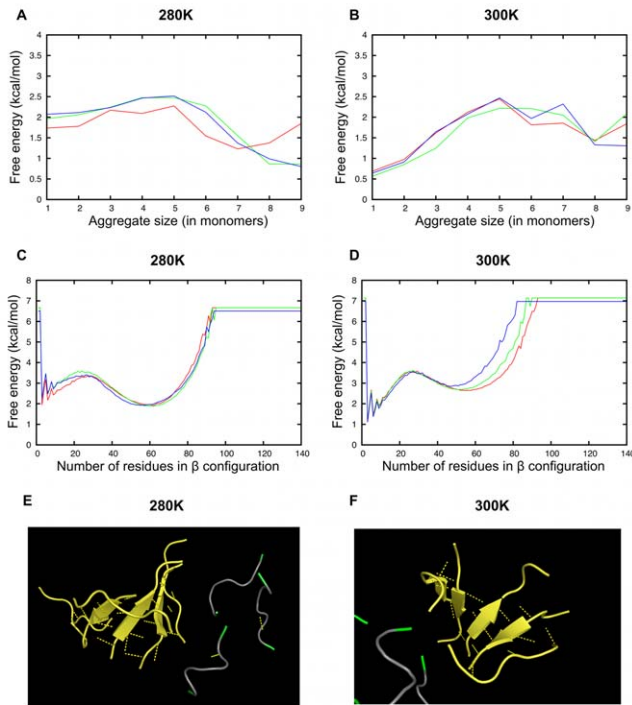 A 280K
B 300K
Free energy (kcal/mol)
4
3.5
3
2.5
2
1.5
1
0.5
0
1 2 3 4 5 6 7 8 9
Aggregate size (in monomers)
Free energy (kcal/mol)
4
3.5
3
2.5
2
1.5
1
0.5
0
1 2 3 4 5 6 7 8 9
Aggregate size (in monomers)
C 280K
D 300K
Free energy (kcal/mol)
8
7
6
5
4
3
2
1
0
0 20 40 60 80 100 120 140
Number of residues in β configuration
Free energy (kcal/mol)
8
7
6
5
4
3
2
1
0
0 20 40 60 80 100 120 140
Number of residues in β configuration
E 280K
F 300K